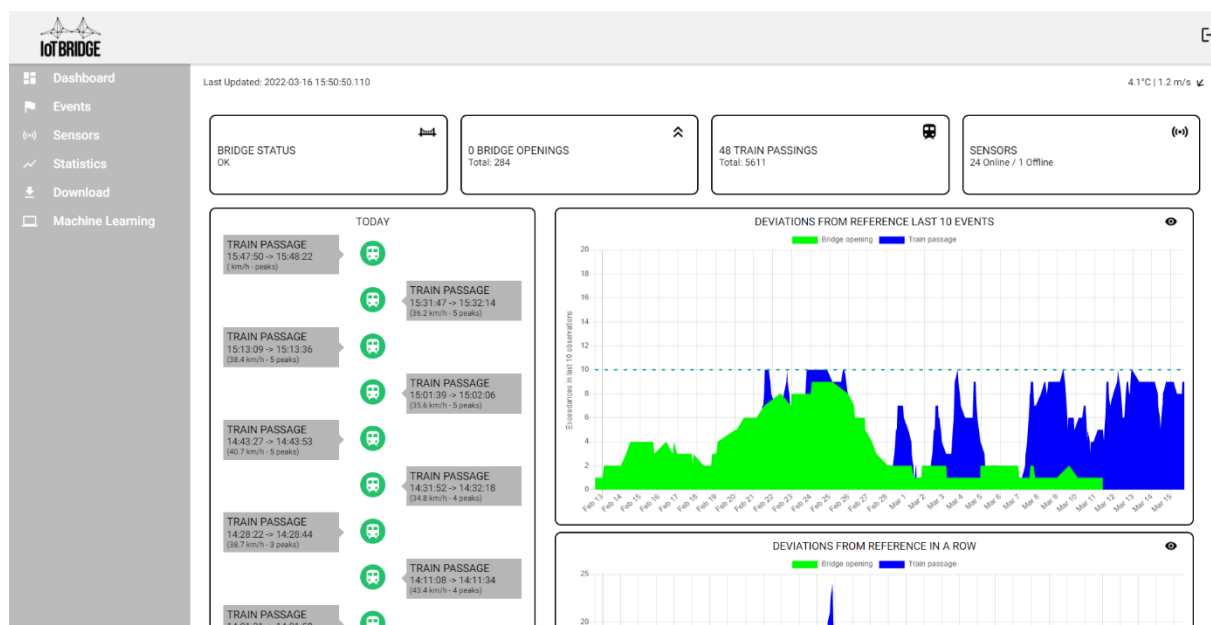 IoT BRIDGE
Dashboard
Events
Sensors
Statistics
Download
Machine Learning
Last Updated: 2022-03-16 15:50:50.110
4.1°C | 1.2 m/s
BRIDGE STATUS
OK
0 BRIDGE OPENINGS
Total: 284
48 TRAIN PASSINGS
Total: 5611
SENSORS
24 Online / 1 Offline
TODAY
TRAIN PASSAGE
15:47:50 -> 15:48:22
( km/h - peaks)
TRAIN PASSAGE
15:31:47 -> 15:32:14
(36.2 km/h - 5 peaks)
TRAIN PASSAGE
15:13:09 -> 15:13:36
(38.4 km/h - 5 peaks)
TRAIN PASSAGE
15:01:39 -> 15:02:06
(35.6 km/h - 5 peaks)
TRAIN PASSAGE
14:43:27 -> 14:43:53
(40.7 km/h - 5 peaks)
TRAIN PASSAGE
14:31:52 -> 14:32:18
(34.8 km/h - 4 peaks)
TRAIN PASSAGE
14:28:22 -> 14:28:44
(38.7 km/h - 3 peaks)
TRAIN PASSAGE
14:11:08 -> 14:11:34
(43.4 km/h - 4 peaks)
TRAIN PASSAGE
DEVIATIONS FROM REFERENCE LAST 10 EVENTS
Bridge opening Train passage
Exceedances in last 10 observations
20
18
16
14
12
10
8
6
4
2
0
Feb 13 Feb 14 Feb 15 Feb 16 Feb 17 Feb 18 Feb 19 Feb 20 Feb 21 Feb 22 Feb 23 Feb 24 Feb 25 Feb 26 Feb 27 Feb 28 Mar 1 Mar 2 Mar 3 Mar 4 Mar 5 Mar 6 Mar 7 Mar 8 Mar 9 Mar 10 Mar 11 Mar 12 Mar 13 Mar 14 Mar 15
DEVIATIONS FROM REFERENCE IN A ROW
Bridge opening Train passage
25
20